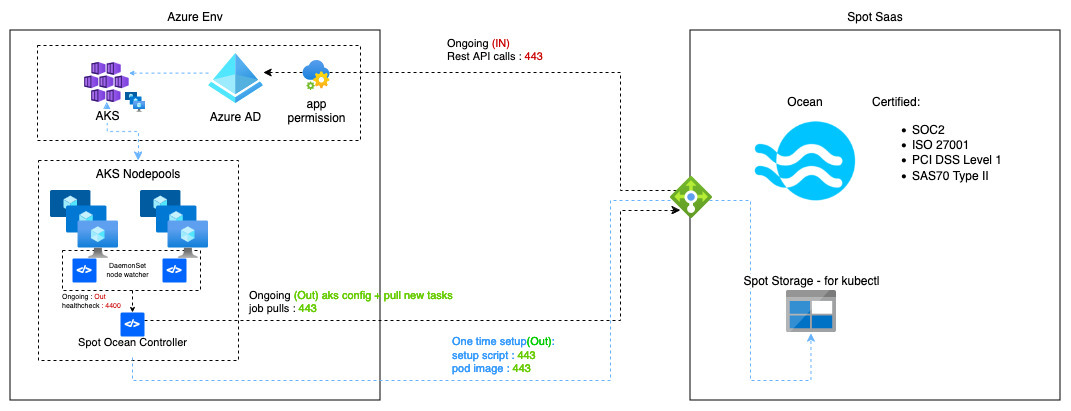 Azure Env
Spot Saas
Ongoing (IN)
Rest API calls : 443
AKS
Azure AD
app
permission
Ocean
Certified:
• SOC2
• ISO 27001
• PCI DSS Level 1
• SAS70 Type II
AKS Nodepools
</>
DaemonSet
node watcher
</>
Ongoing : Out
healthcheck : 4400
</>
Spot Ocean Controller
Ongoing (Out) aks config + pull new tasks
job pulls : 443
Spot Storage - for kubectl
One time setup(Out):
setup script : 443
pod image : 443